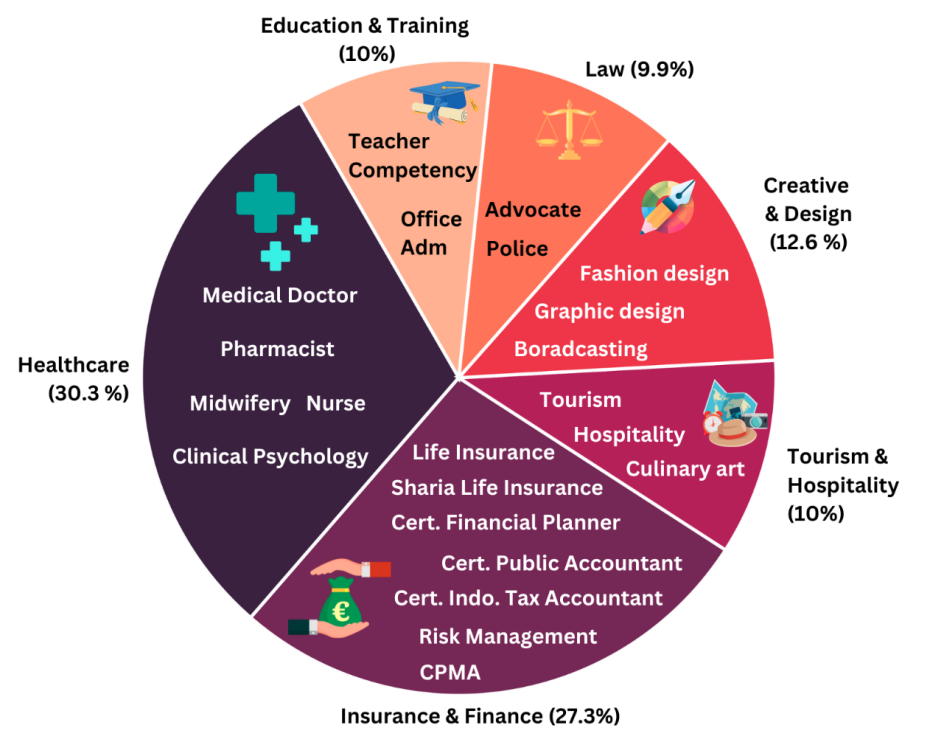 Education & Training
(10%)
Law (9.9%)
Teacher
Competency
Office
Adm
Advocate
Police
Creative
& Design
(12.6 %)
Fashion design
Graphic design
Boradcasting
Medical Doctor
Pharmacist
Midwifery Nurse
Clinical Psychology
Healthcare
(30.3 %)
Tourism
Hospitality
Culinary art
Tourism &
Hospitality
(10%)
Life Insurance
Sharia Life Insurance
Cert. Financial Planner
Cert. Public Accountant
Cert. Indo. Tax Accountant
Risk Management
CPMA
€
Insurance & Finance (27.3%)